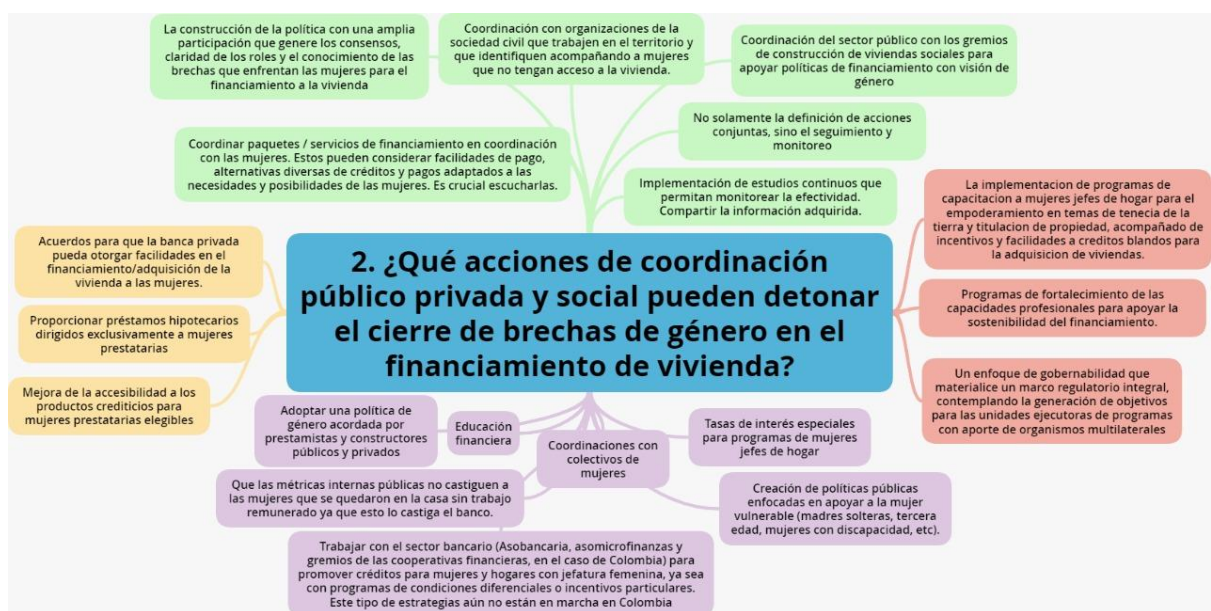 La construcción de la política con una amplia
participación que genere los consensos,
claridad de los roles y el conocimiento de las
brechas que enfrentan las mujeres para el
financiamiento a la vivienda
Coordinación con organizaciones de la
sociedad civil que trabajen en el territorio y
que identifiquen acompañando a mujeres
que no tengan acceso a la vivienda.
Coordinación del sector público con los gremios
de construcción de viviendas sociales para
apoyar políticas de financiamiento con visión de
género
No solamente la definición de acciones
conjuntas, sino el seguimiento y
monitoreo
Coordinar paquetes / servicios de financiamiento en coordinación
con las mujeres. Estos pueden considerar facilidades de pago,
alternativas diversas de créditos y pagos adaptados a las
necesidades y posibilidades de las mujeres. Es crucial escucharlas.
Implementación de estudios continuos que
permitan monitorear la efectividad.
Compartir la información adquirida.
Acuerdos para que la banca privada
pueda otorgar facilidades en el
financiamiento/adquisición de la
vivienda a las mujeres.
Proporcionar préstamos hipotecarios
dirigidos exclusivamente a mujeres
prestatarias
Mejora de la accesibilidad a los
productos crediticios para
mujeres prestatarias elegibles
2. ¿Qué acciones de coordinación
público privada y social pueden detonar
el cierre de brechas de género en el
financiamiento de vivienda?
La implementacion de programas de
capacitacion a mujeres jefes de hogar para el
empoderamiento en temas de tenecia de la
tierra y titulacion de propiedad, acompañado de
incentivos y facilidades a creditos blandos para
la adquisicion de viviendas.
Programas de fortalecimiento de las
capacidades profesionales para apoyar la
sostenibilidad del financiamiento.
Un enfoque de gobernabilidad que
materialice un marco regulatorio integral,
contemplando la generación de objetivos
para las unidades ejecutoras de programas
con aporte de organismos multilaterales
Adoptar una política de
género acordada por
prestamistas y constructores
públicos y privados
Educación
financiera
Coordinaciones con
colectivos de
mujeres
Tasas de interés especiales
para programas de mujeres
jefes de hogar
Que las métricas internas públicas no castiguen a
las mujeres que se quedaron en la casa sin trabajo
remunerado ya que esto lo castiga el banco.
Creación de políticas públicas
enfocadas en apoyar a la mujer
vulnerable (madres solteras, tercera
edad, mujeres con discapacidad, etc).
Trabajar con el sector bancario (Asobancaria, asomicrofinanzas y
gremios de las cooperativas financieras, en el caso de Colombia) para
promover créditos para mujeres y hogares con jefatura femenina, ya sea
con programas de condiciones diferenciales o incentivos particulares.
Este tipo de estrategias aún no están en marcha en Colombia